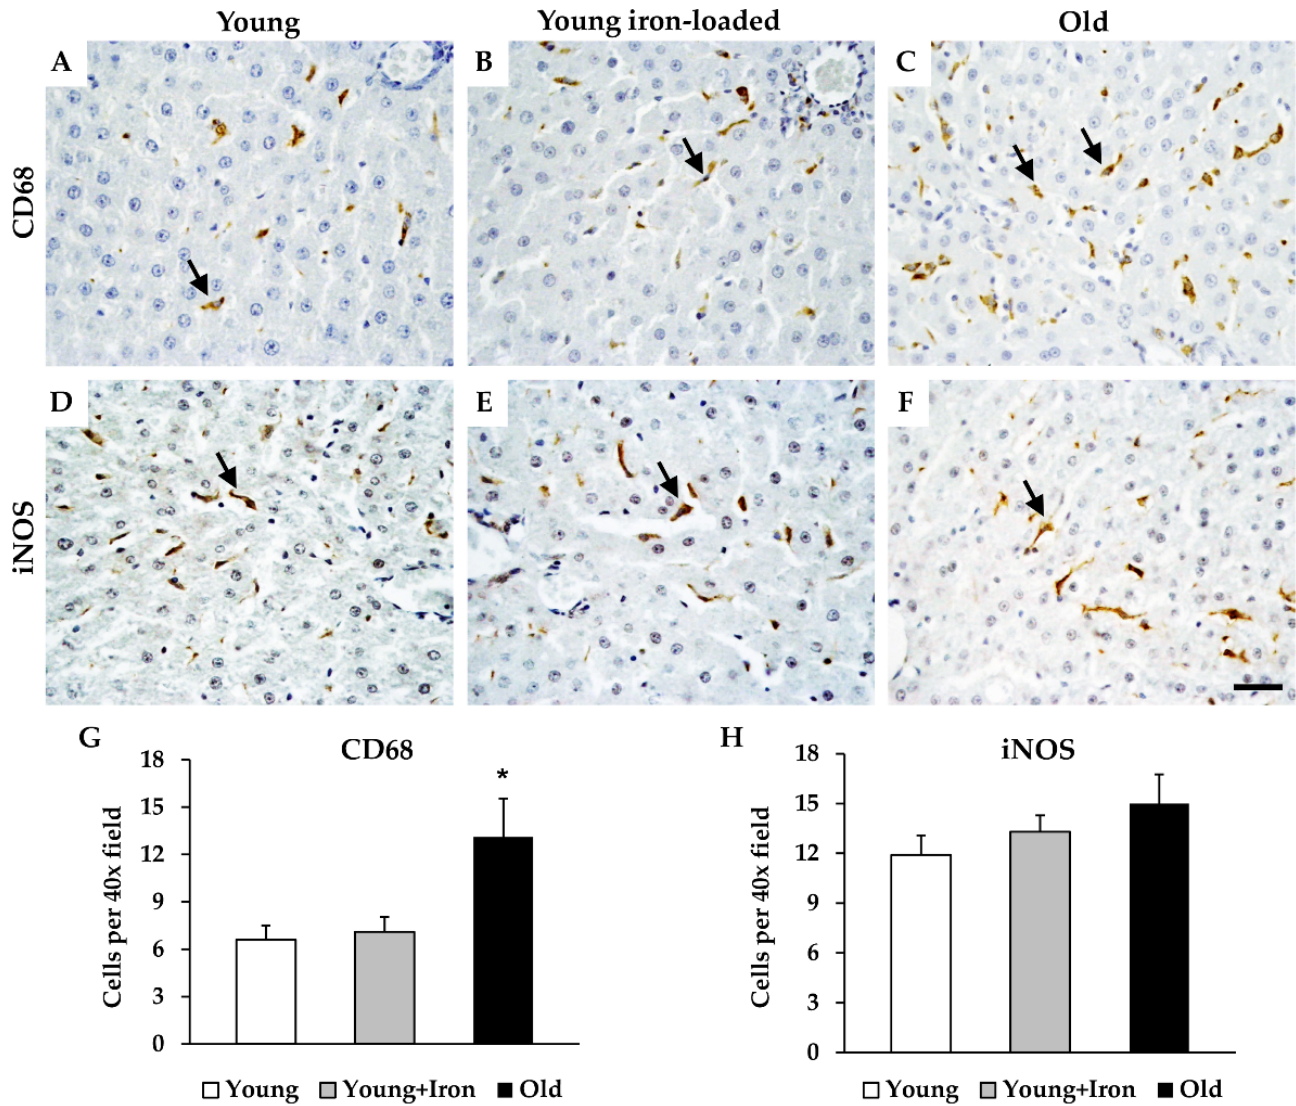 Young Young iron-loaded Old
A B C
CD68
D E F
iNOS
G CD68
Cells per 40x field
18
15
12
9
6
3
0
*
Young Young+Iron Old
H iNOS
Cells per 40x field
18
15
12
9
6
3
0
Young Young+Iron Old